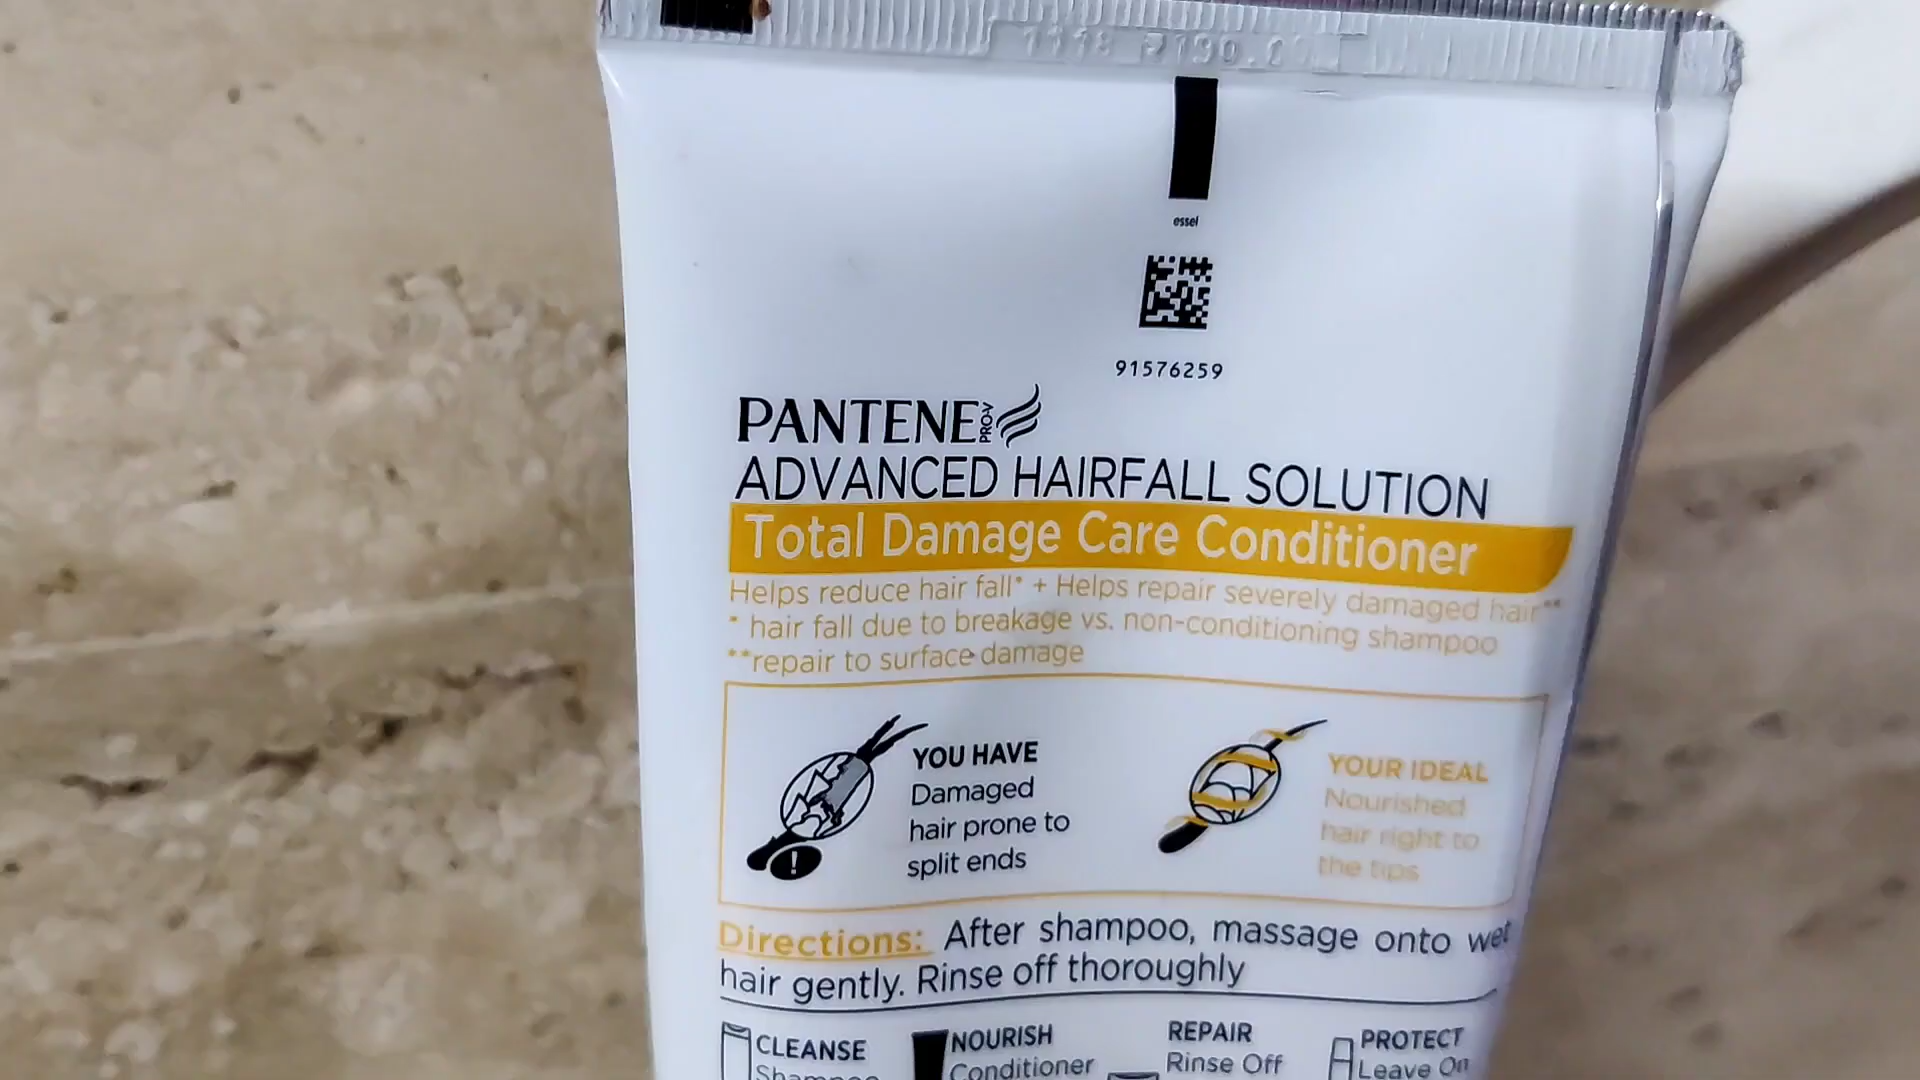 essel
91576259
PANTENE PRO-V
ADVANCED HAIRFALL SOLUTION
Total Damage Care Conditioner
Helps reduce hair fall* + Helps repair severely damaged hair**
* hair fall due to breakage vs. non-conditioning shampoo
**repair to surface damage
YOU HAVE
Damaged
hair prone to
split ends
YOUR IDEAL
Nourished
hair right to
the tips
Directions: After shampoo, massage onto wet
hair gently. Rinse off thoroughly
CLEANSE
Shampoo
NOURISH
Conditioner
REPAIR
Rinse Off
PROTECT
Leave On